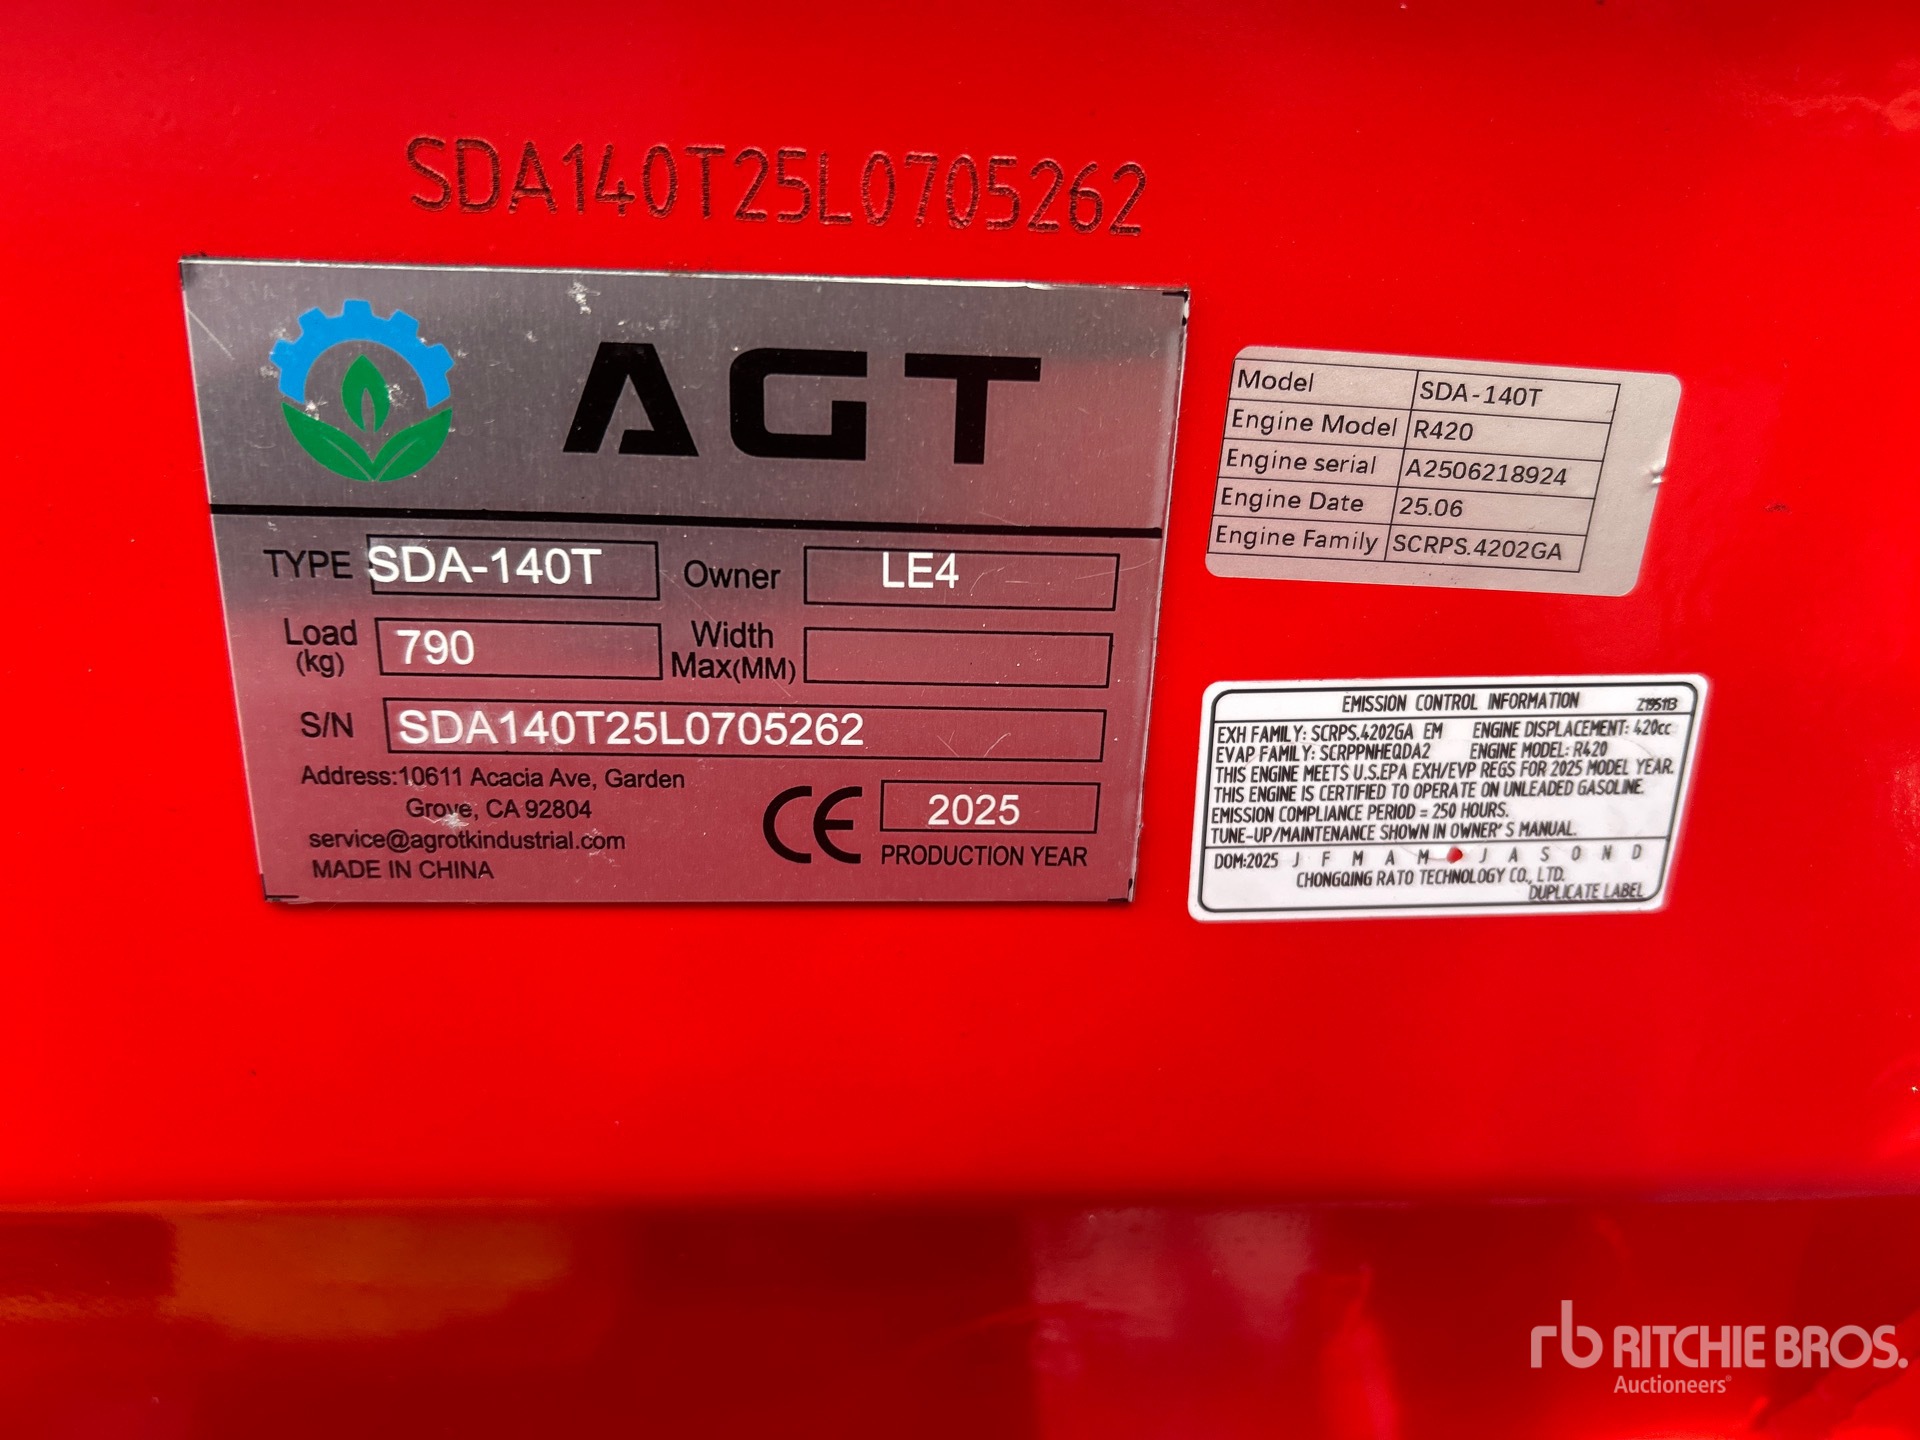 SDA140T25L0705262
AGT
TYPE SDA-140T Owner LE4
Load (kg) 790 Width Max(MM)
S/N SDA140T25L0705262
Address:10611 Acacia Ave, Garden
Grove, CA 92804
service@agrotkindustrial.com
MADE IN CHINA
CE 2025
PRODUCTION YEAR
Model SDA-140T
Engine Model R420
Engine serial A2506218924
Engine Date 25.06
Engine Family SCRPS.4202GA
EMISSION CONTROL INFORMATION Z195113
EXH FAMILY: SCRPS.4202GA EM ENGINE DISPLACEMENT: 420cc
EVAP FAMILY: SCRPPNHEQDA2 ENGINE MODEL: R420
THIS ENGINE MEETS U.S.EPA EXH/EVP REGS FOR 2025 MODEL YEAR.
THIS ENGINE IS CERTIFIED TO OPERATE ON UNLEADED GASOLINE.
EMISSION COMPLIANCE PERIOD = 250 HOURS.
TUNE-UP/MAINTENANCE SHOWN IN OWNER'S MANUAL.
DOM:2025 J F M A M J A S O N D
CHONGQING RATO TECHNOLOGY CO., LTD.
DUPLICATE LABEL
rb RITCHIE BROS.
Auctioneers